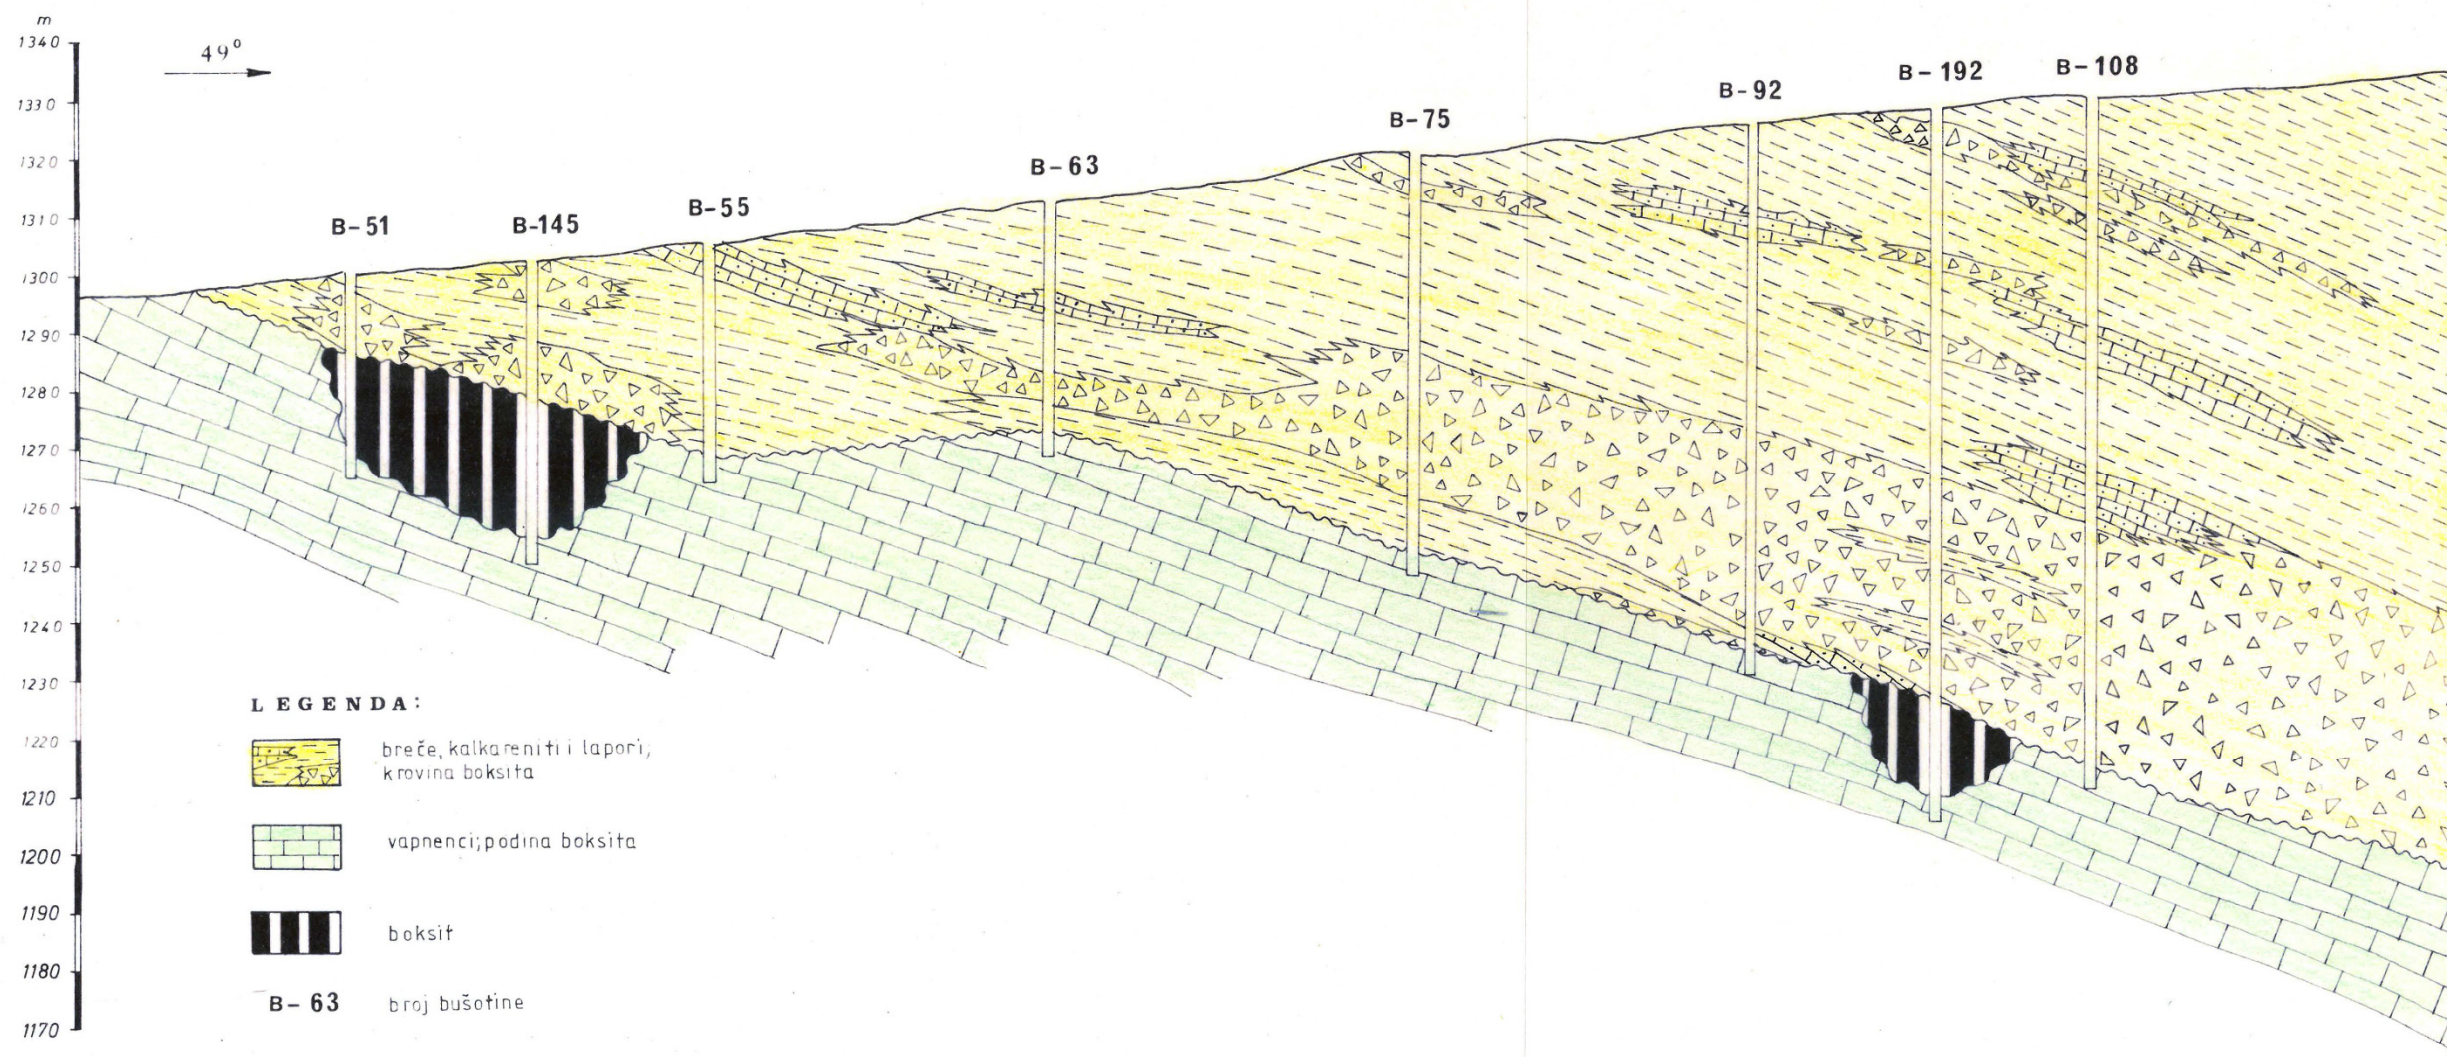 m
1340
1330
1320
1310
1300
1290
1280
1270
1260
1250
1240
1230
1220
1210
1200
1190
1180
1170
49°
B-51
B-145
B-55
B-63
B-75
B-92
B-192
B-108
LEGENDA:
breče, kalkareniti i lapori;
krovina boksita
vapnenci; podina boksita
boksit
B-63 broj bušotine